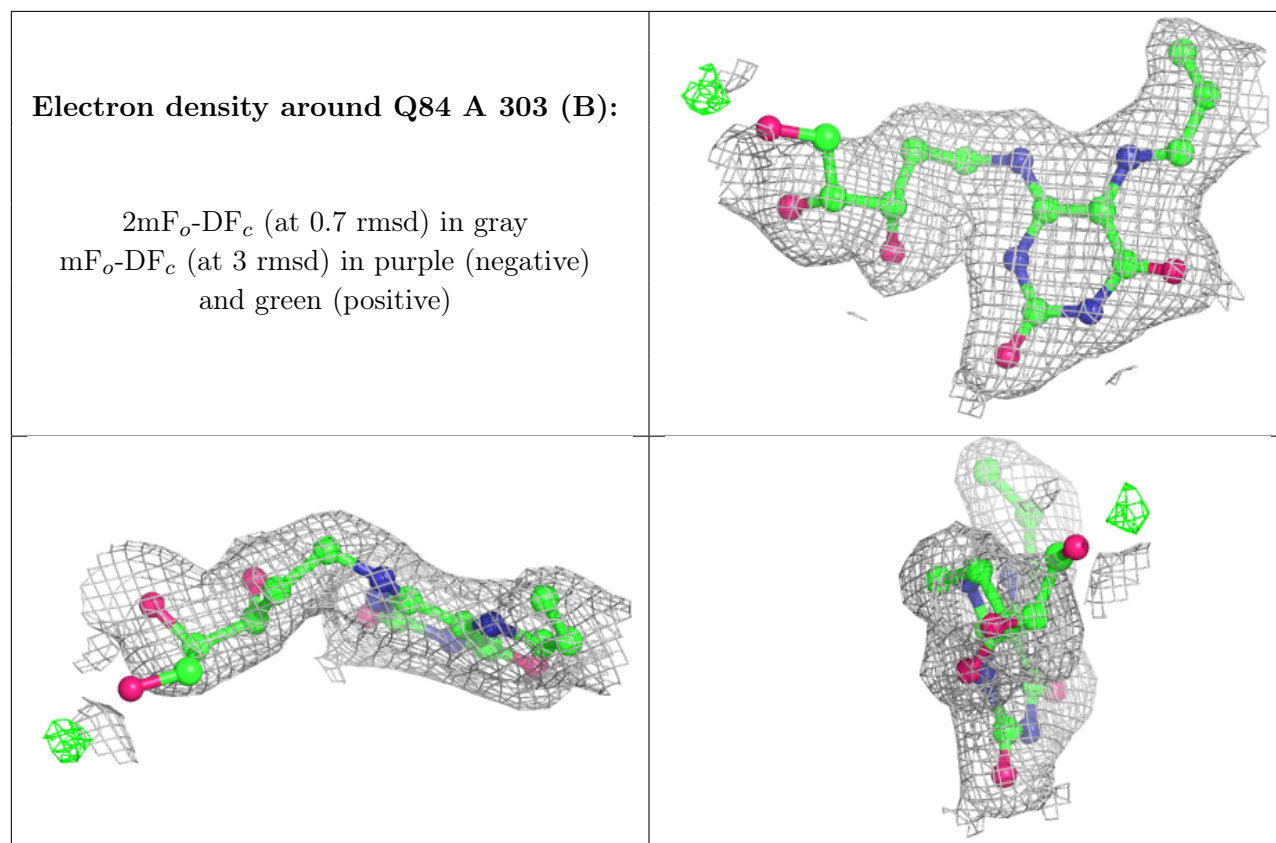 Electron density around Q84 A 303 (B):
2mFₒ-DF𝒸 (at 0.7 rmsd) in gray
mFₒ-DF𝒸 (at 3 rmsd) in purple (negative)
and green (positive)